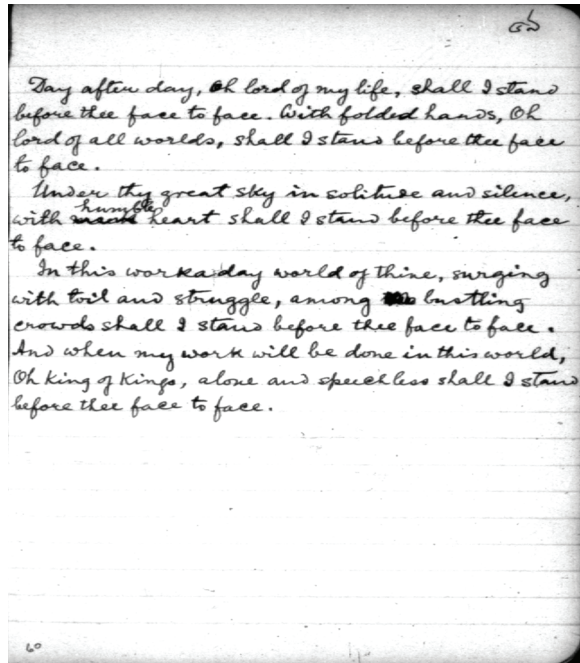 ৫৯
Day after day, Oh lord of my life, shall I stand
before thee face to face. With folded hands, Oh
lord of all worlds, shall I stand before thee face
to face.
Under thy great sky in solitude and silence,
humble
with heart shall I stand before thee face
to face.
In this workaday world of thine, surging
with toil and struggle, among bustling
crowds shall I stand before thee face to face.
And when my work will be done in this world,
Oh King of Kings, alone and speechless shall I stand
before thee face to face.
60